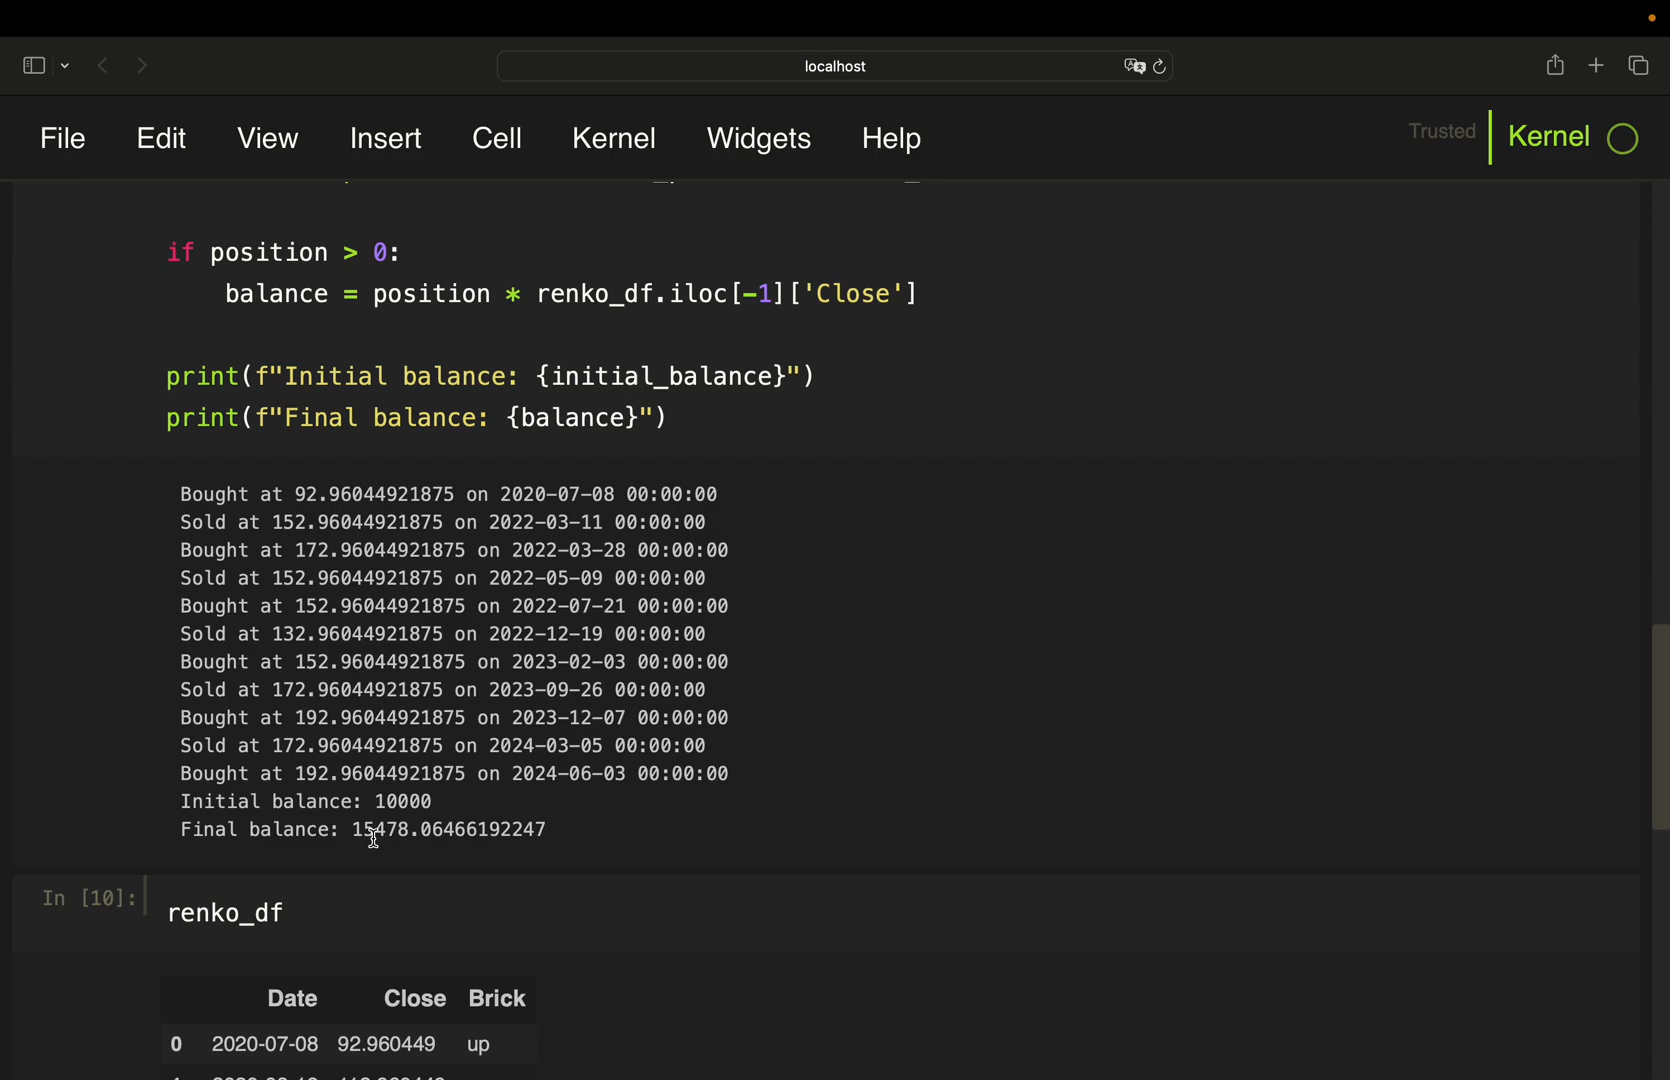 localhost
File Edit View Insert Cell Kernel Widgets Help Trusted Kernel
if position > 0:
balance = position * renko_df.iloc[-1]['Close']
print(f"Initial balance: {initial_balance}")
print(f"Final balance: {balance}")
Bought at 92.96044921875 on 2020-07-08 00:00:00
Sold at 152.96044921875 on 2022-03-11 00:00:00
Bought at 172.96044921875 on 2022-03-28 00:00:00
Sold at 152.96044921875 on 2022-05-09 00:00:00
Bought at 152.96044921875 on 2022-07-21 00:00:00
Sold at 132.96044921875 on 2022-12-19 00:00:00
Bought at 152.96044921875 on 2023-02-03 00:00:00
Sold at 172.96044921875 on 2023-09-26 00:00:00
Bought at 192.96044921875 on 2023-12-07 00:00:00
Sold at 172.96044921875 on 2024-03-05 00:00:00
Bought at 192.96044921875 on 2024-06-03 00:00:00
Initial balance: 10000
Final balance: 15478.06466192247
In [10]: renko_df
Date Close Brick
0 2020-07-08 92.960449 up